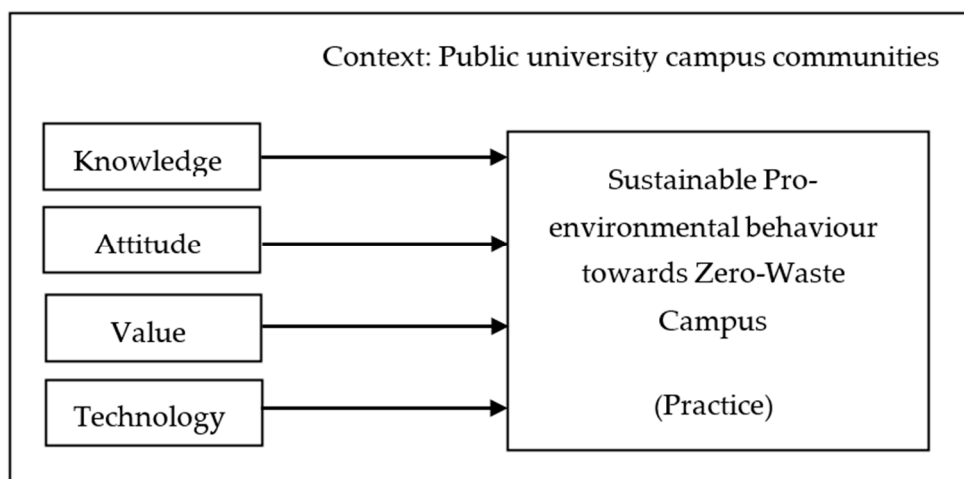 Context: Public university campus communities
Knowledge
Attitude
Value
Technology
Sustainable Pro-
environmental behaviour
towards Zero-Waste
Campus
(Practice)